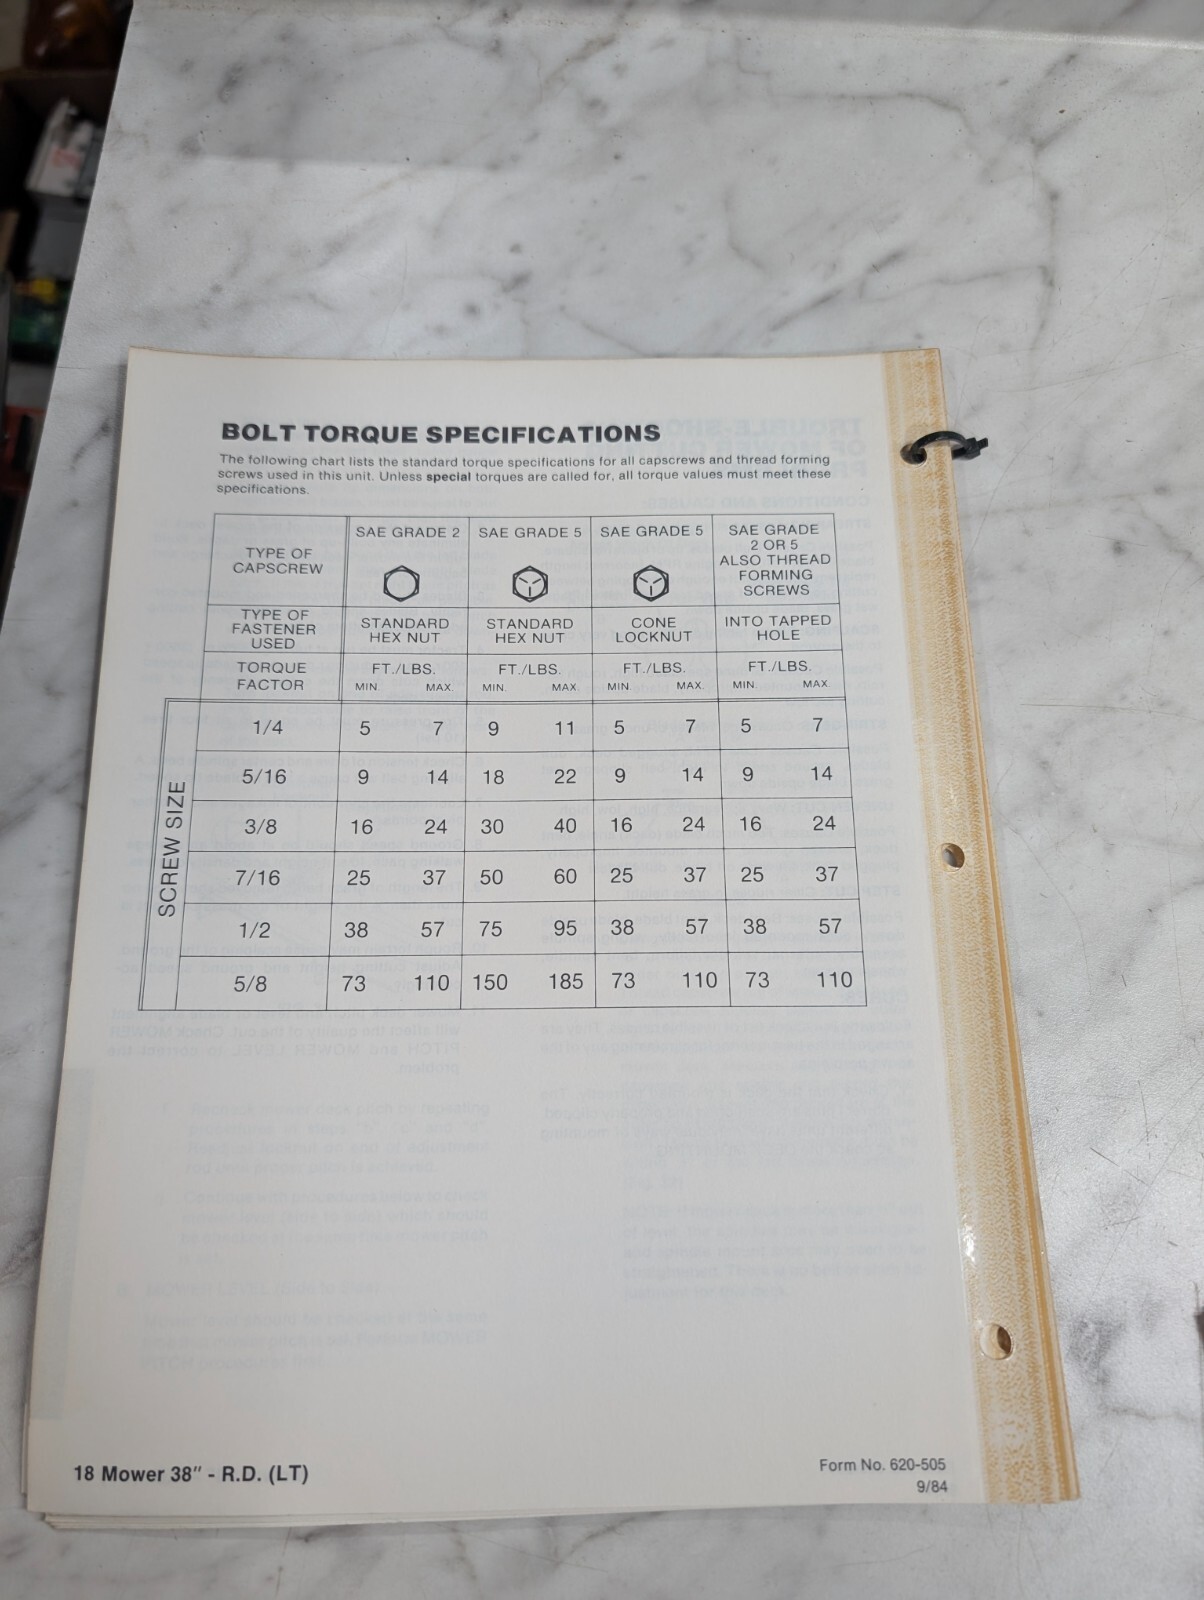 BOLT TORQUE SPECIFICATIONS
The following chart lists the standard torque specifications for all capscrews and thread forming
screws used in this unit. Unless special torques are called for, all torque values must meet these
specifications.
TYPE OF
CAPSCREW
SAE GRADE 2
SAE GRADE 5
SAE GRADE 5
SAE GRADE
2 OR 5
ALSO THREAD
FORMING
SCREWS
TYPE OF
FASTENER
USED
STANDARD
HEX NUT
STANDARD
HEX NUT
CONE
LOCKNUT
INTO TAPPED
HOLE
TORQUE
FACTOR
FT./LBS.
MIN. MAX.
FT./LBS.
MIN. MAX.
FT./LBS.
MIN. MAX.
FT./LBS.
MIN. MAX.
SCREW SIZE
1/4 5 7 9 11 5 7 5 7
5/16 9 14 18 22 9 14 9 14
3/8 16 24 30 40 16 24 16 24
7/16 25 37 50 60 25 37 25 37
1/2 38 57 75 95 38 57 38 57
5/8 73 110 150 185 73 110 73 110
18 Mower 38" - R.D. (LT)
Form No. 620-505
9/84